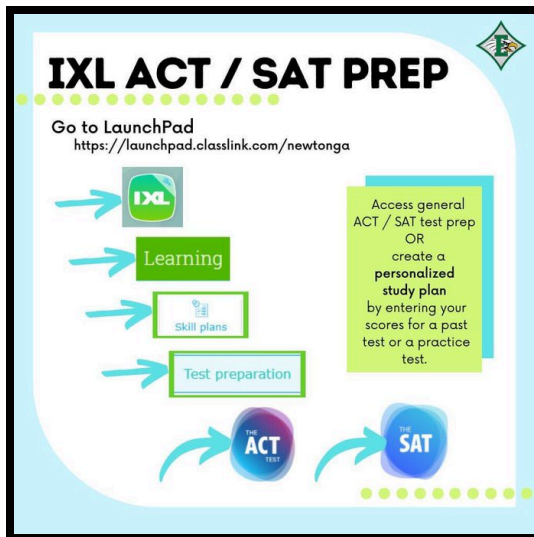 IXL ACT / SAT PREP
Go to LaunchPad
https://launchpad.classlink.com/newtonga
IXL
Learning
Skill plans
Test preparation
THE
ACT
TEST
THE
SAT
Access general
ACT / SAT test prep
OR
create a
personalized
study plan
by entering your
scores for a past
test or a practice
test.
E